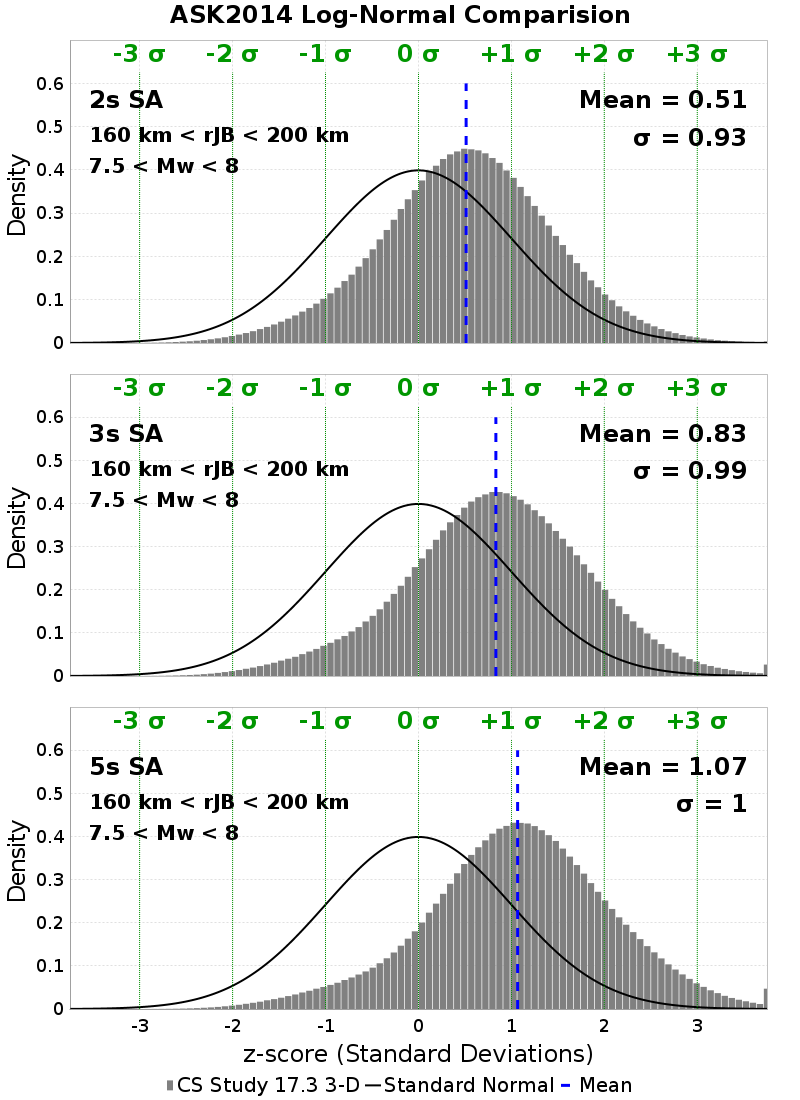 ASK2014 Log-Normal Comparision
-3 σ -2 σ -1 σ 0 σ +1 σ +2 σ +3 σ
0.6
2s SA Mean = 0.51
0.5
160 km < rJB < 200 km σ = 0.93
7.5 < Mw < 8
0.4
0.3
0.2
0.1
0
Density
-3 σ -2 σ -1 σ 0 σ +1 σ +2 σ +3 σ
0.6
3s SA Mean = 0.83
0.5
160 km < rJB < 200 km σ = 0.99
7.5 < Mw < 8
0.4
0.3
0.2
0.1
0
Density
-3 σ -2 σ -1 σ 0 σ +1 σ +2 σ +3 σ
0.6
5s SA Mean = 1.07
0.5
160 km < rJB < 200 km σ = 1
7.5 < Mw < 8
0.4
0.3
0.2
0.1
0
Density
-3 -2 -1 0 1 2 3
z-score (Standard Deviations)
CS Study 17.3 3-D Standard Normal Mean